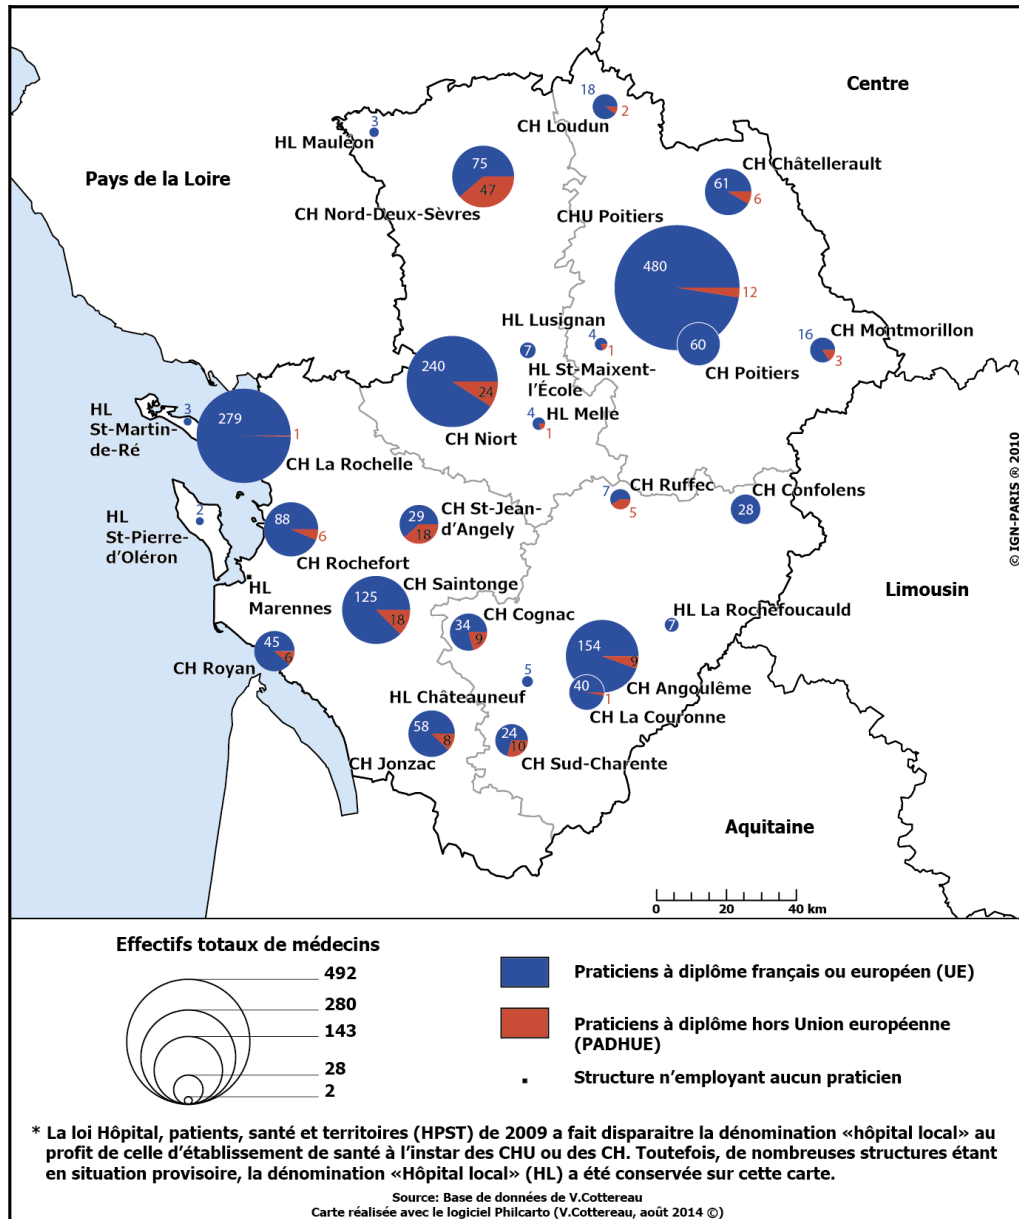 Centre
18
2
CH Loudun
3
HL Mauléon
75
47
CH Nord-Deux-Sèvres
Pays de la Loire
CH Châtellerault
61
6
CHU Poitiers
480
12
60
CH Poitiers
16
CH Montmorillon
3
HL Lusignan
4
1
7
HL St-Maixent-
l'École
240
24
CH Niort
4
HL Melle
1
HL
St-Martin-
de-Ré
3
279
1
CH La Rochelle
HL
St-Pierre-
d'Oléron
2
88
6
CH Rochefort
29
18
CH St-Jean-
d'Angely
7
CH Ruffec
5
CH Confolens
28
HL
Marennes
CH Saintonge
125
18
CH Cognac
34
9
HL La Rochefoucauld
7
Limousin
45
6
CH Royan
154
9
CH Angoulême
5
HL Châteauneuf
40
1
CH La Couronne
58
8
CH Jonzac
24
10
CH Sud-Charente
Aquitaine
0 20 40 km
© IGN-PARIS ® 2010
Effectifs totaux de médecins
492
280
143
28
2
Praticiens à diplôme français ou européen (UE)
Praticiens à diplôme hors Union européenne
(PADHUE)
Structure n'employant aucun praticien
* La loi Hôpital, patients, santé et territoires (HPST) de 2009 a fait disparaitre la dénomination «hôpital local» au
profit de celle d'établissement de santé à l'instar des CHU ou des CH. Toutefois, de nombreuses structures étant
en situation provisoire, la dénomination «Hôpital local» (HL) a été conservée sur cette carte.
Source: Base de données de V.Cottereau
Carte réalisée avec le logiciel Philcarto (V.Cottereau, août 2014 ©)